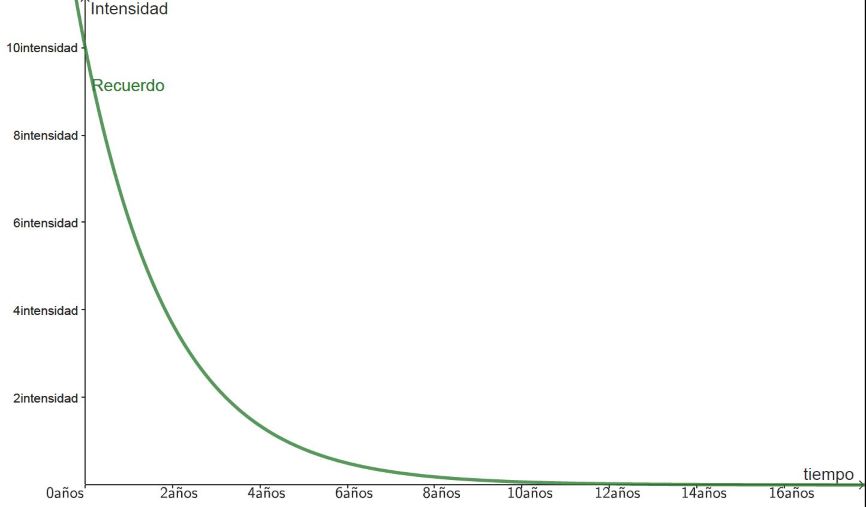 Intensidad
10intensidad
Recuerdo
8intensidad
6intensidad
4intensidad
2intensidad
tiempo
0años 2años 4años 6años 8años 10años 12años 14años 16años